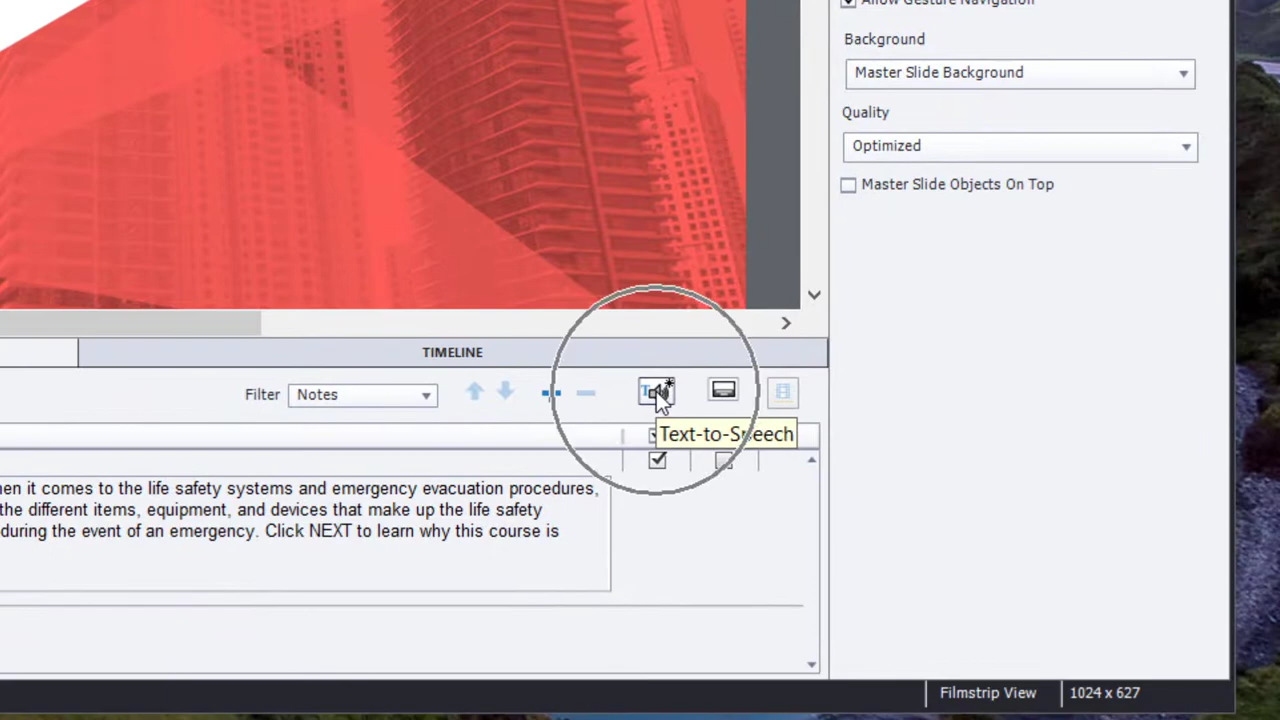 Allow Gesture Navigation
Background
Master Slide Background
Quality
Optimized
Master Slide Objects On Top
TIMELINE
Filter
Notes
Text-to-Speech
en it comes to the life safety systems and emergency evacuation procedures,
the different items, equipment, and devices that make up the life safety
during the event of an emergency. Click NEXT to learn why this course is
Filmstrip View
1024 x 627